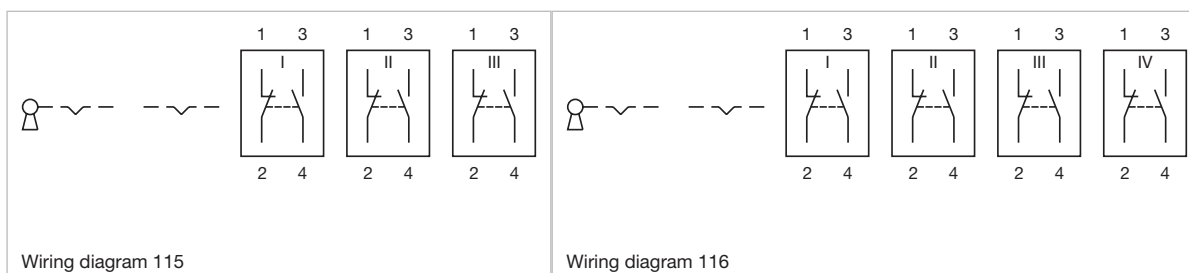 1 3 1 3 1 3
I II III
2 4 2 4 2 4
Wiring diagram 115
1 3 1 3 1 3 1 3
I II III IV
2 4 2 4 2 4 2 4
Wiring diagram 116